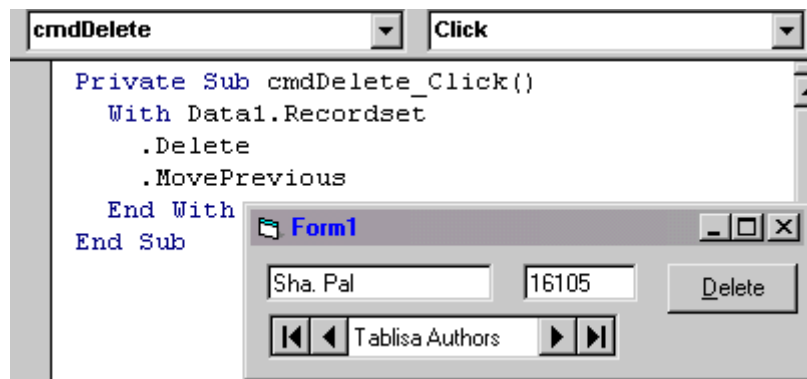 cmdDelete Click
Private Sub cmdDelete_Click()
With Data1.Recordset
.Delete
.MovePrevious
End With
End Sub
Form1
Sha. Pal 16105 Delete
Tablisa Authors